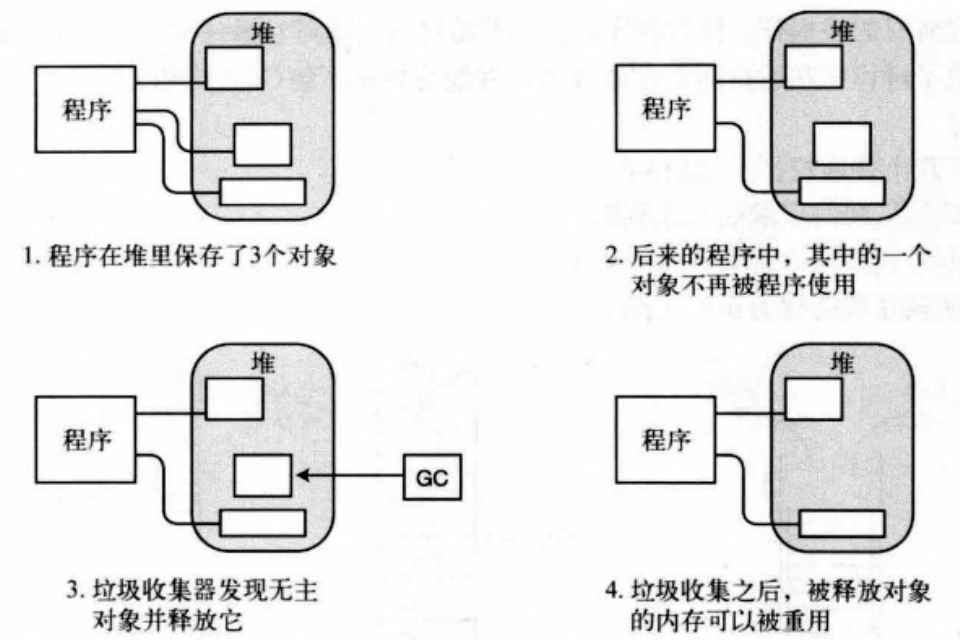 堆
程序
1. 程序在堆里保存了3个对象
堆
程序
2. 后来的程序中，其中的一个
对象不再被程序使用
堆
程序
GC
3. 垃圾收集器发现无主
对象并释放它
堆
程序
4. 垃圾收集之后，被释放对象
的内存可以被重用